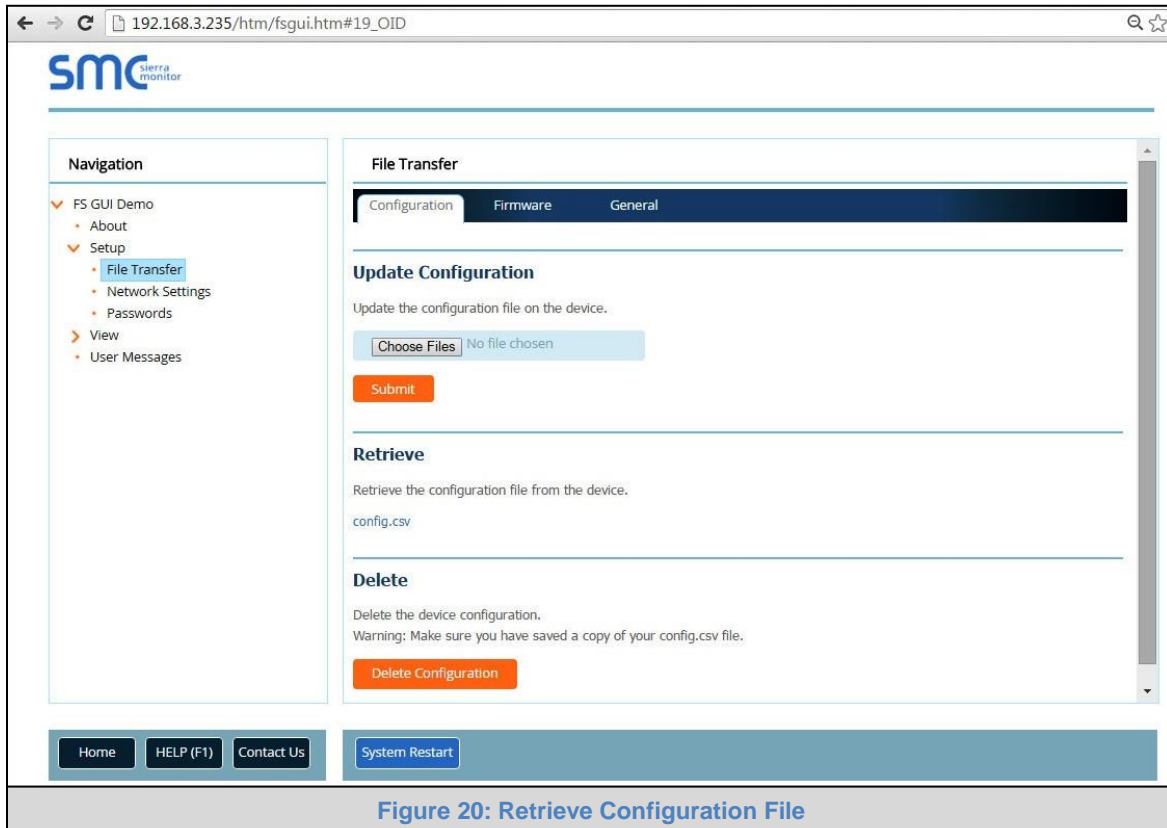 192.168.3.235/htm/fsgui.htm#19_OID
smc sierra monitor
Navigation
FS GUI Demo
About
Setup
File Transfer
Network Settings
Passwords
View
User Messages
File Transfer
Configuration Firmware General
Update Configuration
Update the configuration file on the device.
Choose Files No file chosen
Submit
Retrieve
Retrieve the configuration file from the device.
config.csv
Delete
Delete the device configuration.
Warning: Make sure you have saved a copy of your config.csv file.
Delete Configuration
Home HELP (F1) Contact Us System Restart
Figure 20: Retrieve Configuration File